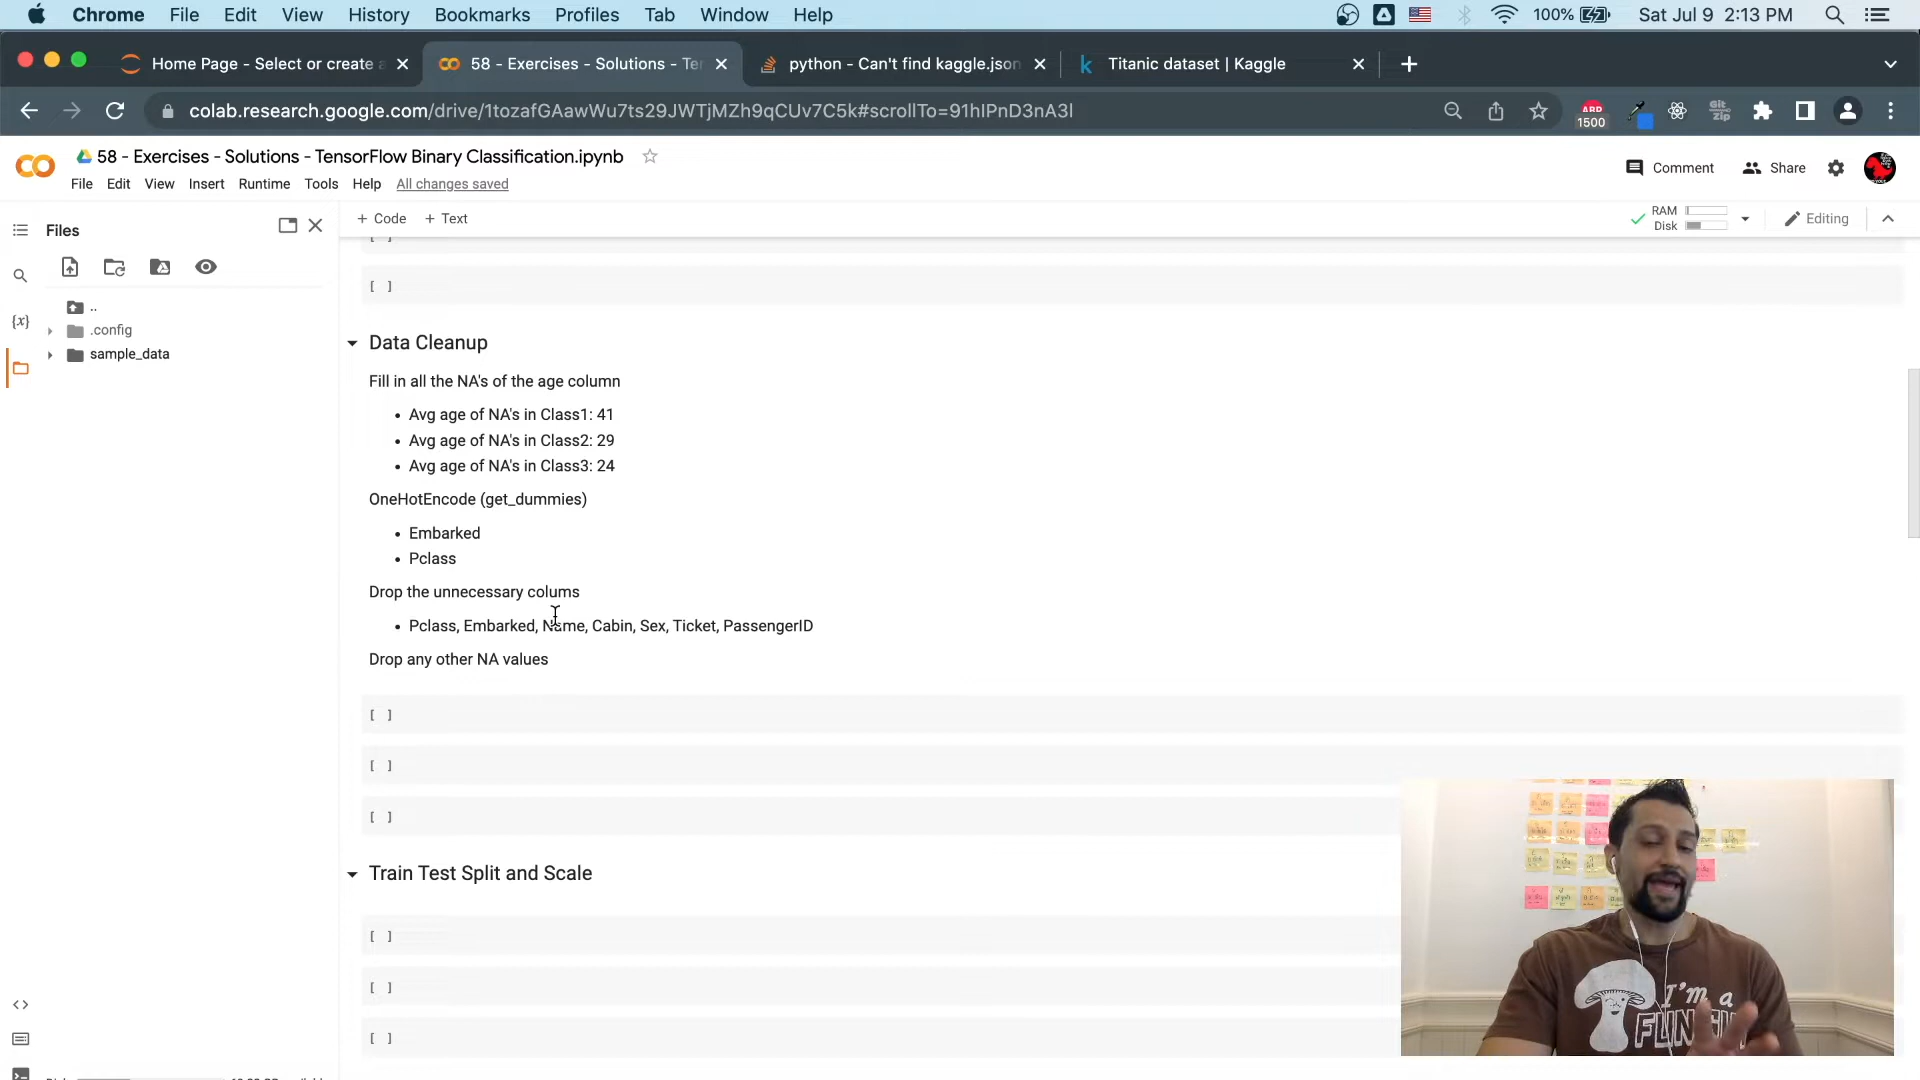 Chrome File Edit View History Bookmarks Profiles Tab Window Help 100% Sat Jul 9 2:13 PM
Home Page - Select or create a 58 - Exercises - Solutions - Ter python - Can't find kaggle.json Titanic dataset | Kaggle
colab.research.google.com/drive/1tozafGAawWu7ts29JWTjMZh9qCUv7C5k#scrollTo=91hIPnD3nA3l ABP 1500 Git Zip
58 - Exercises - Solutions - TensorFlow Binary Classification.ipynb
Comment Share
File Edit View Insert Runtime Tools Help All changes saved
Files + Code + Text RAM Disk Editing
[ ]
..
{x}
.config
sample_data
[ ]
Data Cleanup
Fill in all the NA's of the age column
• Avg age of NA's in Class1: 41
• Avg age of NA's in Class2: 29
• Avg age of NA's in Class3: 24
OneHotEncode (get_dummies)
• Embarked
• Pclass
Drop the unnecessary colums
• Pclass, Embarked, Name, Cabin, Sex, Ticket, PassengerID
Drop any other NA values
[ ]
[ ]
[ ]
Train Test Split and Scale
[ ]
[ ]
[ ]
I'm a